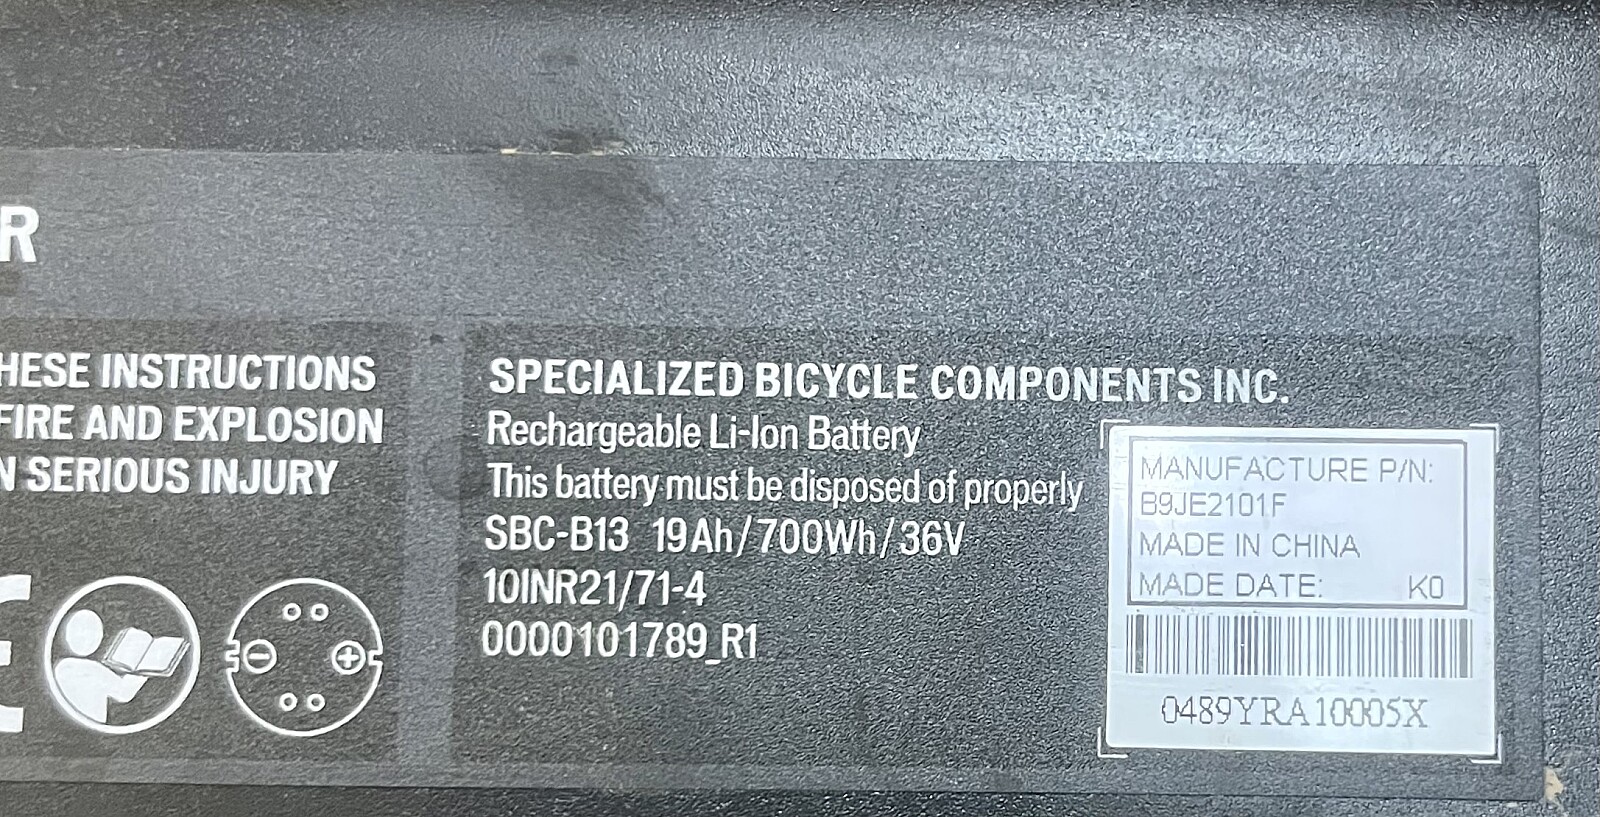 R
HESE INSTRUCTIONS
FIRE AND EXPLOSION
N SERIOUS INJURY
SPECIALIZED BICYCLE COMPONENTS INC.
Rechargeable Li-Ion Battery
This battery must be disposed of properly
SBC-B13 19Ah/700Wh/36V
10INR21/71-4
0000101789_R1
MANUFACTURE P/N:
B9JE2101F
MADE IN CHINA
MADE DATE: K0
0489YRA10005X